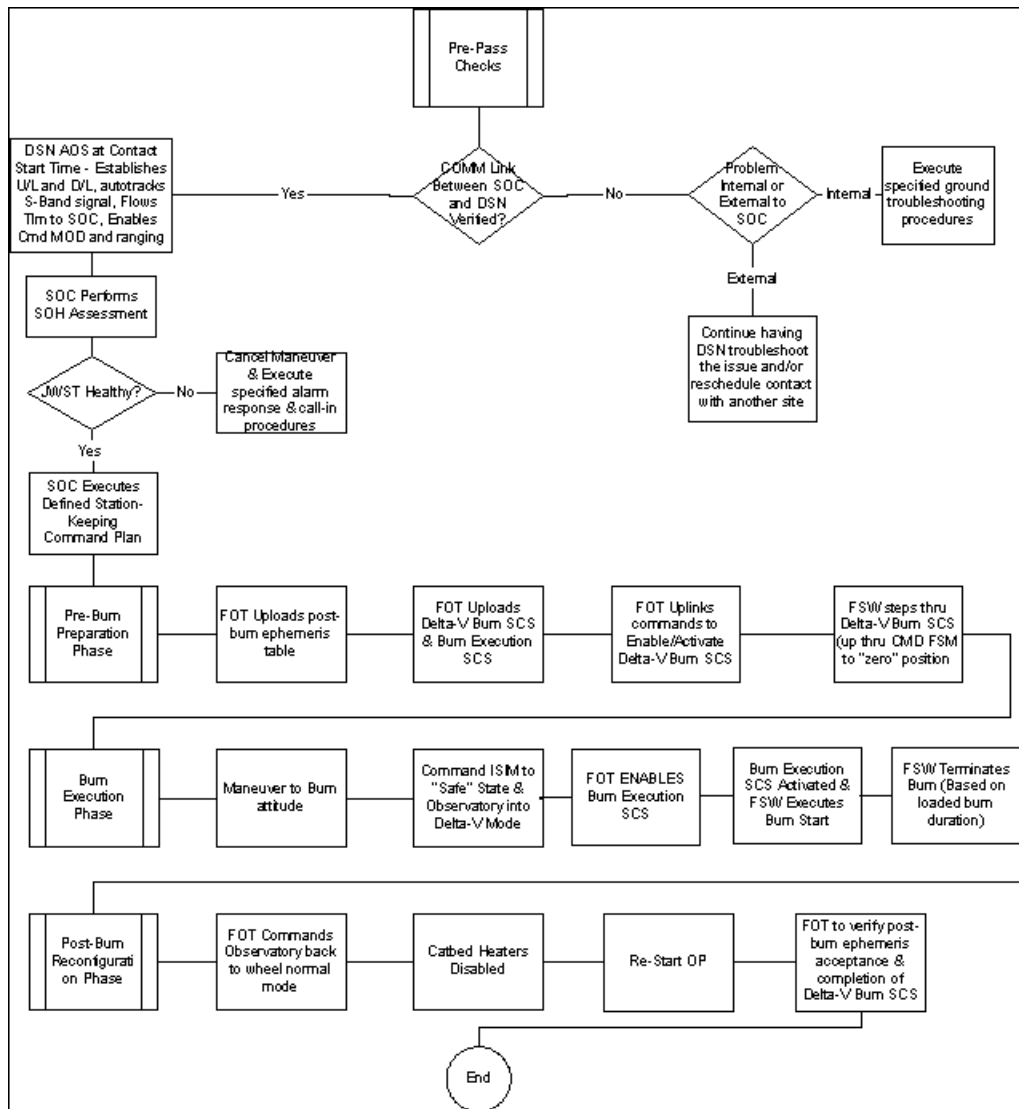 Pre-Pass
Checks
DSN AOS at Contact
Start Time - Establishes
U/L and D/L, autotracks
S-Band signal, Flows
Tlm to SOC, Enables
Cmd MOD and ranging
Yes
COMM Link
Between SOC
and DSN
Verified?
No
Problem
Internal or
External to
SOC
Internal
Execute
specified ground
troubleshooting
procedures
External
Continue having
DSN troubleshoot
the issue and/or
reschedule contact
with another site
SOC Performs
SOH Assessment
JWST Healthy?
No
Cancel Maneuver
& Execute
specified alarm
response & call-in
procedures
Yes
SOC Executes
Defined Station-
Keeping
Command Plan
Pre-Burn
Preparation
Phase
FOT Uploads post-
burn ephemeris
table
FOT Uploads
Delta-V Burn SCS
& Burn Execution
SCS
FOT Uplinks
commands to
Enable/Activate
Delta-V Burn SCS
FSW steps thru
Delta-V Burn SCS
(up thru CMD FSM
to "zero" position
Burn
Execution
Phase
Maneuver to Burn
attitude
Command ISIM to
"Safe" State &
Observatory into
Delta-V Mode
FOT ENABLES
Burn Execution
SCS
Burn Execution
SCS Activated &
FSW Executes
Burn Start
FSW Terminates
Burn (Based on
loaded burn
duration)
Post-Burn
Reconfigurati
on Phase
FOT Commands
Observatory back
to wheel normal
mode
Catbed Heaters
Disabled
Re-Start OP
FOT to verify post-
burn ephemeris
acceptance &
completion of
Delta-V Burn SCS
End